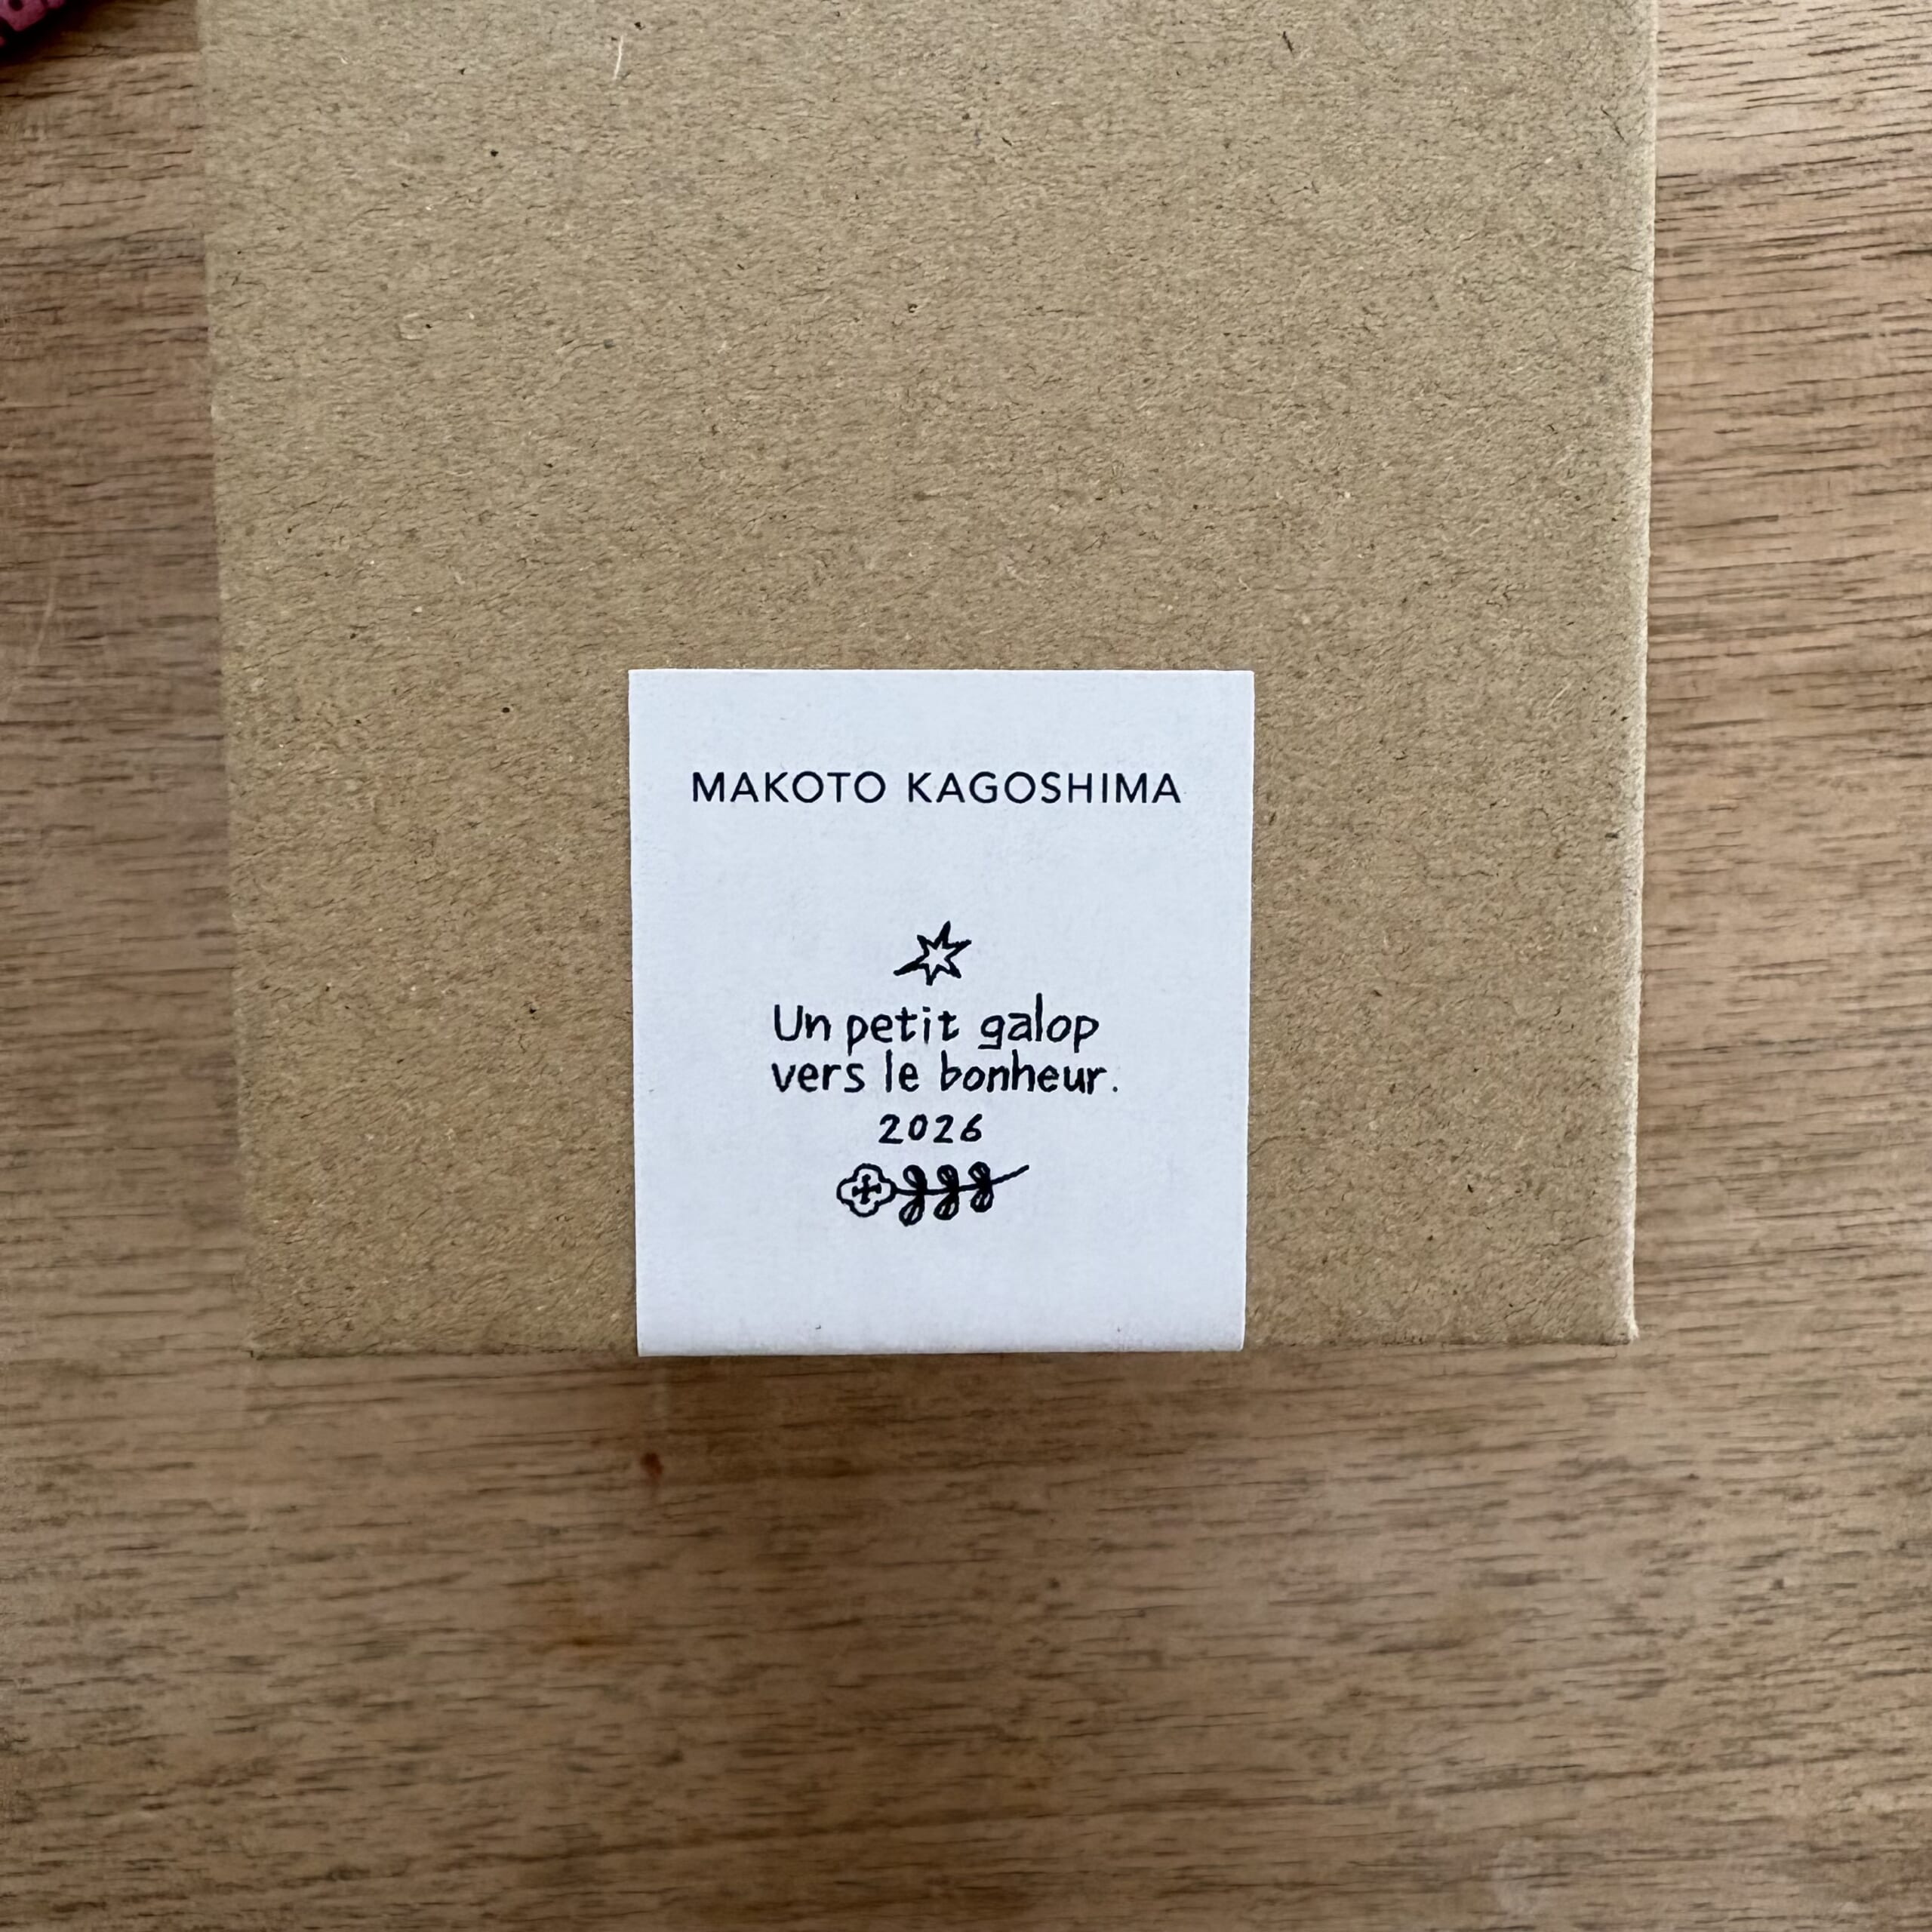 MAKOTO KAGOSHIMA
Un petit galop
vers le bonheur.
2026